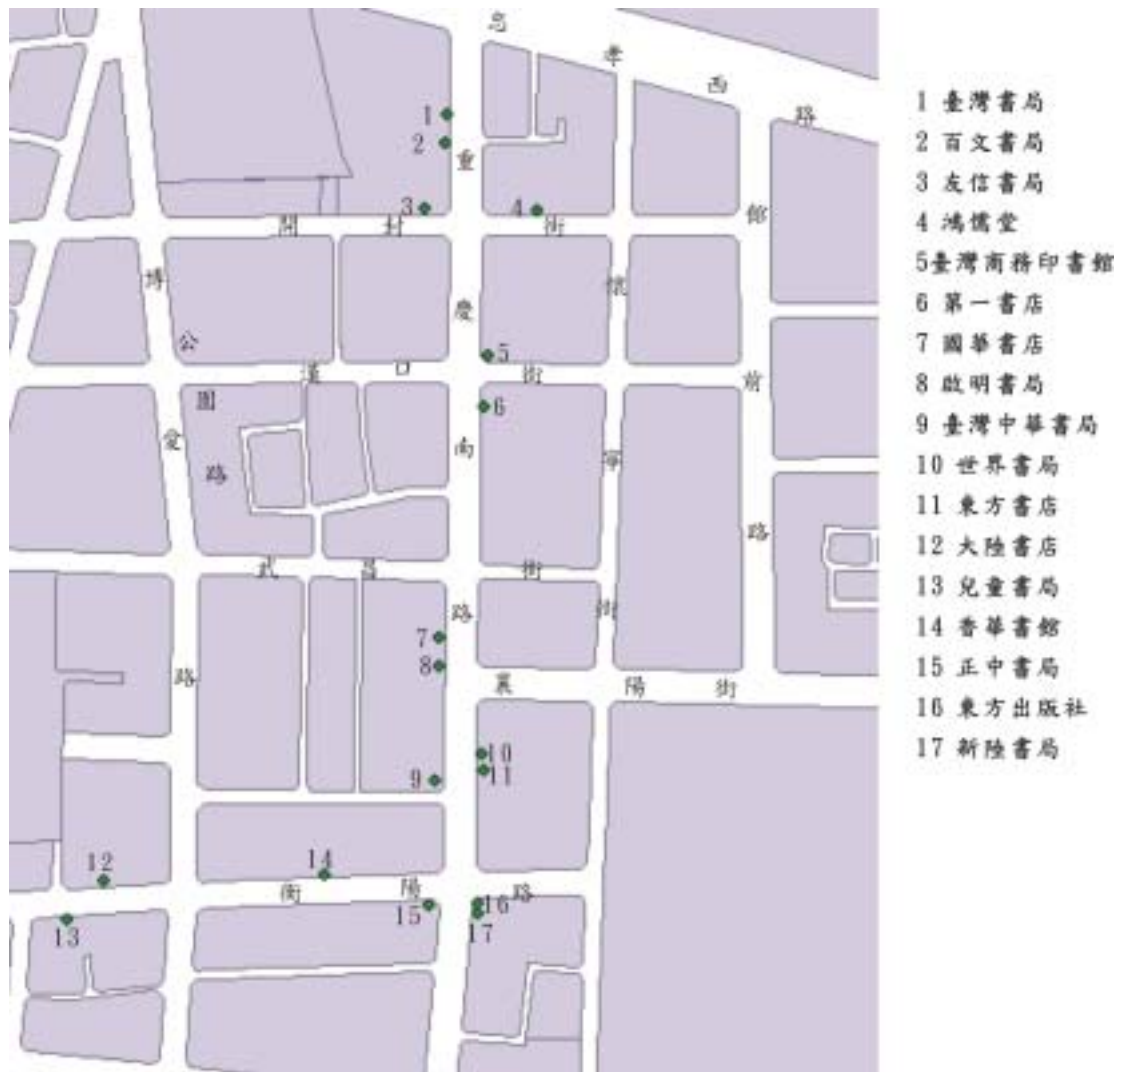 忠孝西路
重慶南路
開封街
館前路
懷寧街
博愛路
公園路
漢口街
武昌街
襄陽街
衡陽路
1
2
3
4
5
6
7
8
9
10
11
12
13
14
15
16
17
1 臺灣書局
2 百文書局
3 友信書局
4 鴻儒堂
5臺灣商務印書館
6 第一書店
7 國華書店
8 啟明書局
9 臺灣中華書局
10 世界書局
11 東方書店
12 大陸書店
13 兒童書局
14 香華書館
15 正中書局
16 東方出版社
17 新陸書局